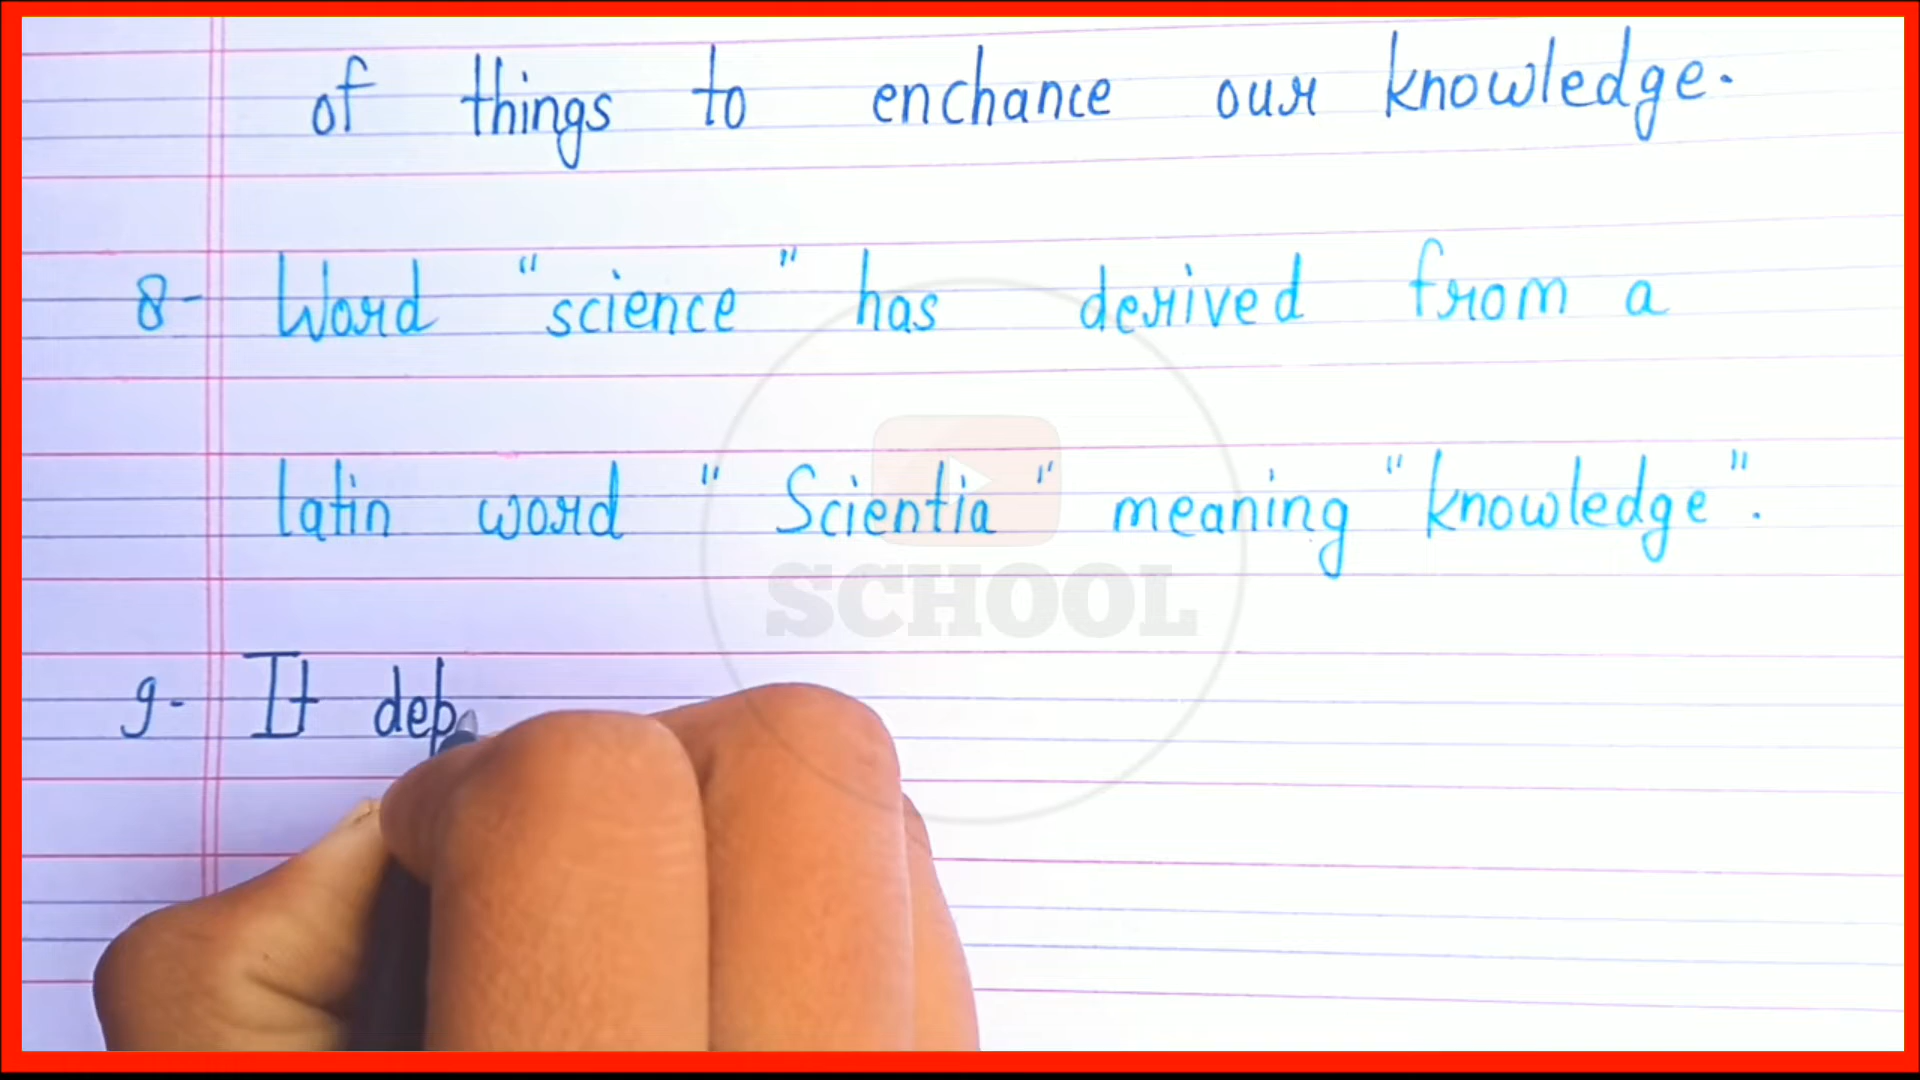 of things to enchance our knowledge.
8- Word "science" has derived from a
latin word "Scientia" meaning "knowledge".
SCHOOL
9- It dep